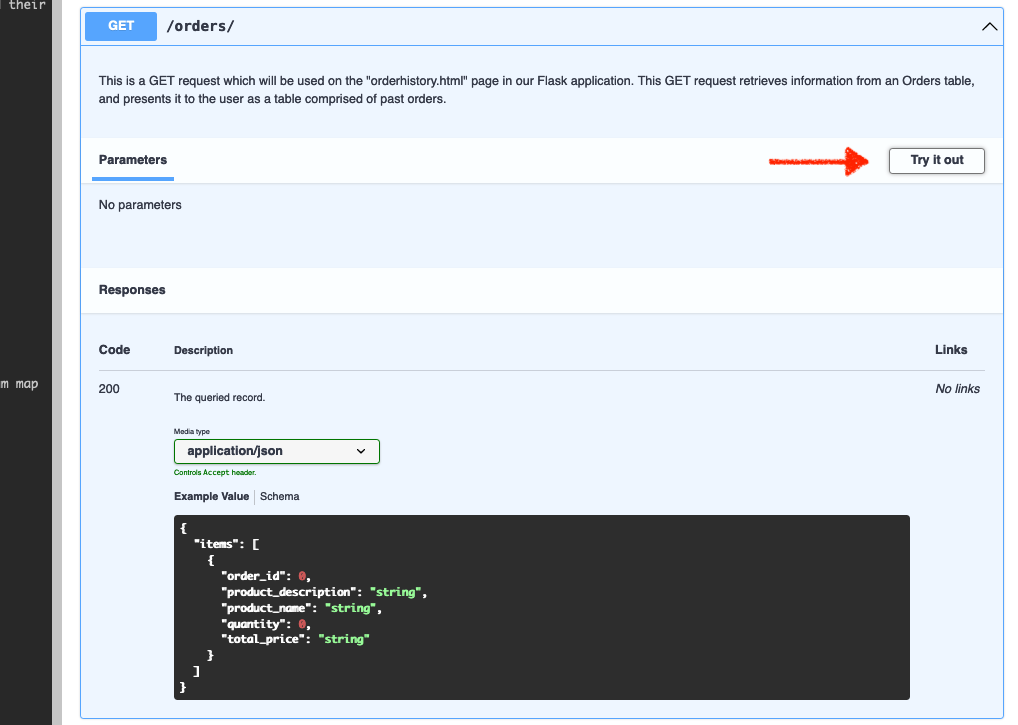 their
GET /orders/
This is a GET request which will be used on the "orderhistory.html" page in our Flask application. This GET request retrieves information from an Orders table,
and presents it to the user as a table comprised of past orders.
Parameters
Try it out
No parameters
Responses
Code Description Links
m map
200 No links
The queried record.
Media type
application/json
Controls Accept header.
Example Value Schema
{
"items": [
{
"order_id": 0,
"product_description": "string",
"product_name": "string",
"quantity": 0,
"total_price": "string"
}
]
}